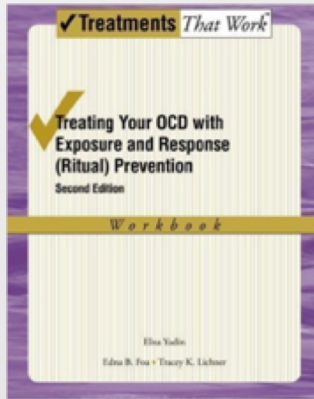 Treatments That Work™
Treating Your OCD with
Exposure and Response
(Ritual) Prevention
Second Edition
Workbook
Elna Yadin
Edna B. Foa • Tracey K. Lichner